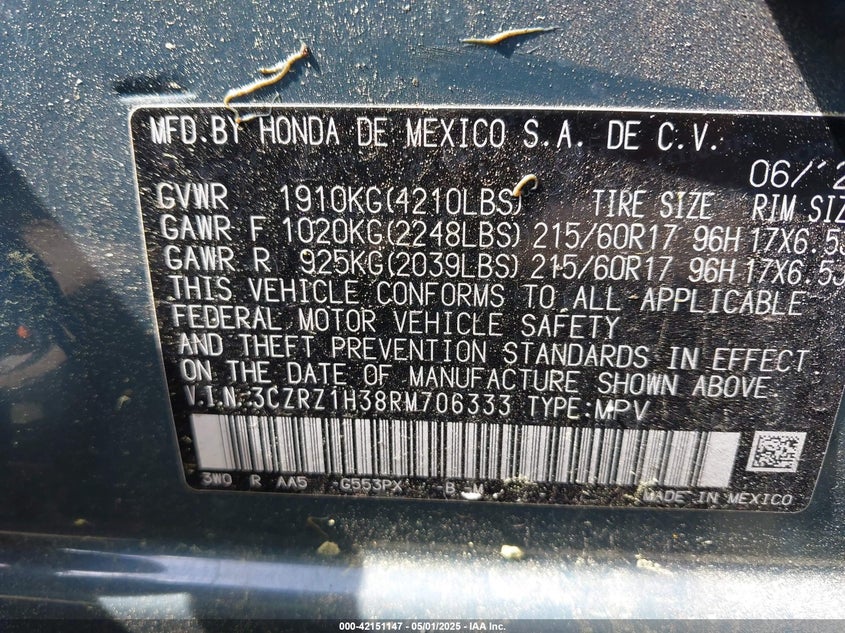 MFD.BY HONDA DE MEXICO S.A. DE C.V.
06/'2
GVWR 1910KG(4210LBS) TIRE SIZE RIM SIZ
GAWR F 1020KG(2248LBS) 215/60R17 96H 17X6.5J
GAWR R 925KG(2039LBS) 215/60R17 96H 17X6.5J
THIS VEHICLE CONFORMS TO ALL APPLICABLE
FEDERAL MOTOR VEHICLE SAFETY
AND THEFT PREVENTION STANDARDS IN EFFECT
ON THE DATE OF MANUFACTURE SHOWN ABOVE.
V.I.N. 3CZRZ1H38RM706333 TYPE:MPV
3W0 R AA5 G553PX B M
MADE IN MEXICO
000-42151147 - 05/01/2025 - IAA Inc.